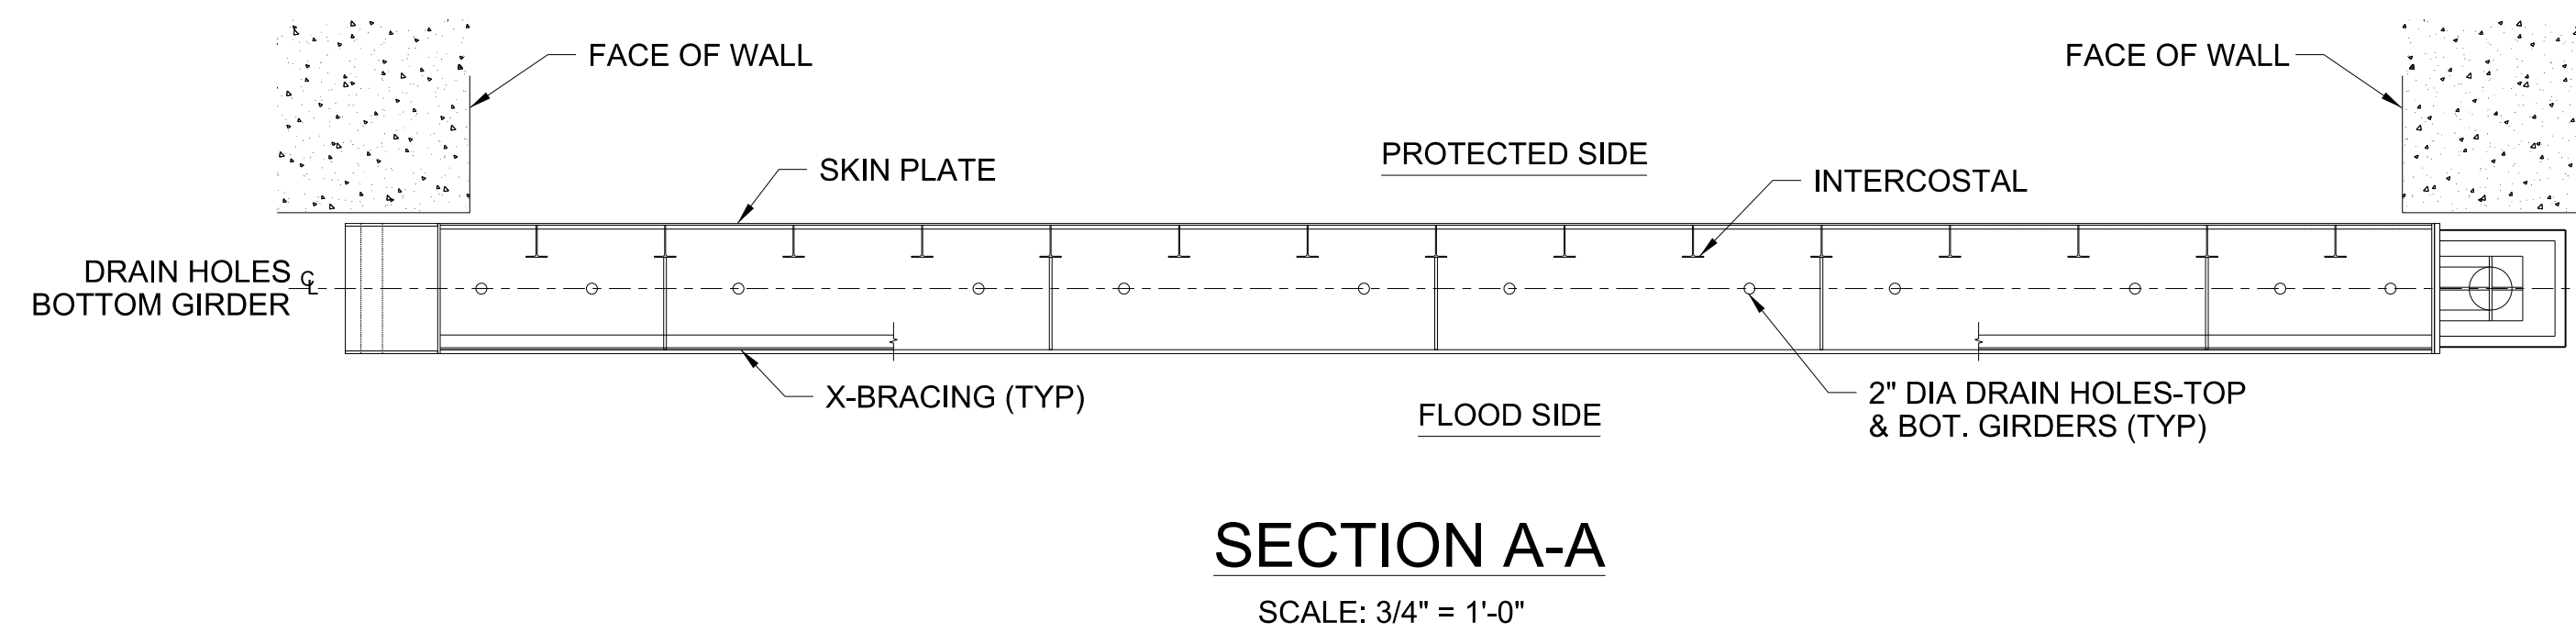 FACE OF WALL
FACE OF WALL
PROTECTED SIDE
SKIN PLATE
INTERCOSTAL
DRAIN HOLES
BOTTOM GIRDER
CL
X-BRACING (TYP)
2" DIA DRAIN HOLES-TOP
& BOT. GIRDERS (TYP)
FLOOD SIDE
SECTION A-A
SCALE: 3/4" = 1'-0"